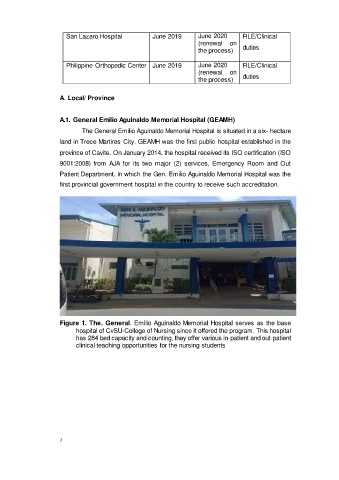 San Lazaro Hospital June 2019 June 2020 RLE/Clinical
(renewal on duties
the process)
Philippine Orthopedic Center June 2019 June 2020 RLE/Clinical
(renewal on duties
the process)
A. Local/ Province
A.1. General Emilio Aguinaldo Memorial Hospital (GEAMH)
The General Emilio Aguinaldo Memorial Hospital is situated in a six- hectare
land in Trece Martires City. GEAMH was the first public hospital established in the
province of Cavite. On January 2014, the hospital received its ISO certification (ISO
9001:2008) from AJA for its two major (2) services, Emergency Room and Out
Patient Department. In which the Gen. Emilio Aguinaldo Memorial Hospital was the
first provincial government hospital in the country to receive such accreditation.
GEN. E. AGUINALDO
MEMORIAL HOSPITAL
Figure 1. The. General. Emilio Aguinaldo Memorial Hospital serves as the base
hospital of CvSU-College of Nursing since it offered the program. This hospital
has 284 bed capacity and counting, they offer various in-patient and out-patient
clinical teaching opportunities for the nursing students